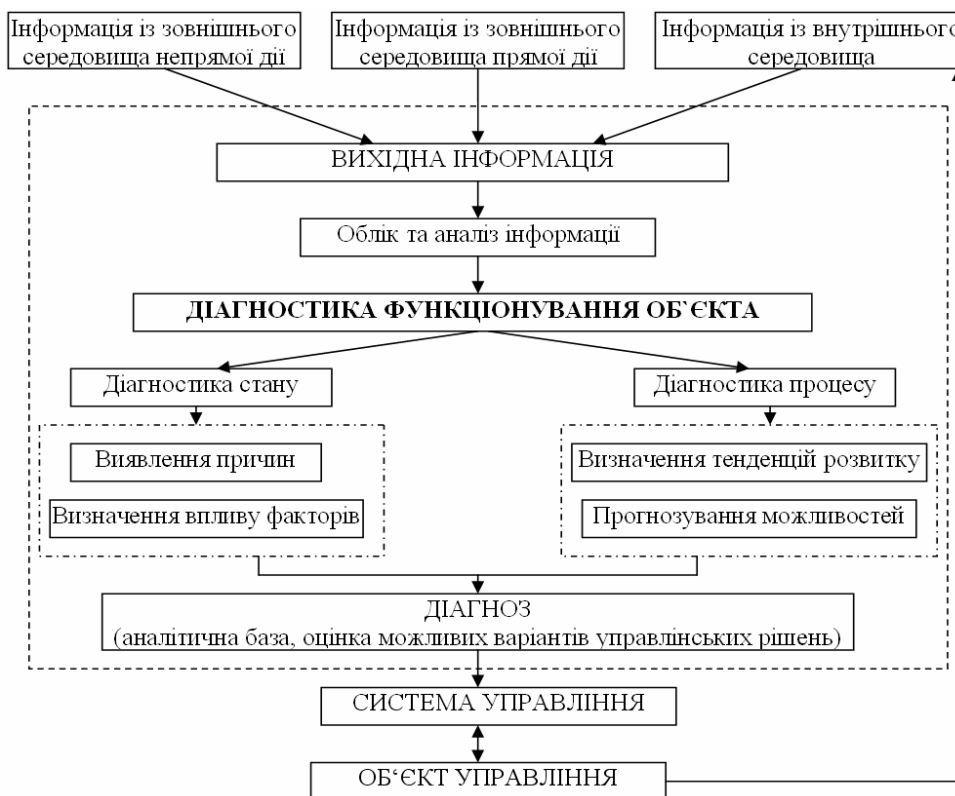 Інформація із зовнішнього
середовища непрямої дії
Інформація із зовнішнього
середовища прямої дії
Інформація із внутрішнього
середовища
ВИХІДНА ІНФОРМАЦІЯ
Облік та аналіз інформації
ДІАГНОСТИКА ФУНКЦІОНУВАННЯ ОБ`ЄКТА
Діагностика стану
Діагностика процесу
Виявлення причин
Визначення впливу факторів
Визначення тенденцій розвитку
Прогнозування можливостей
ДІАГНОЗ
(аналітична база, оцінка можливих варіантів управлінських рішень)
СИСТЕМА УПРАВЛІННЯ
ОБ‘ЄКТ УПРАВЛІННЯ